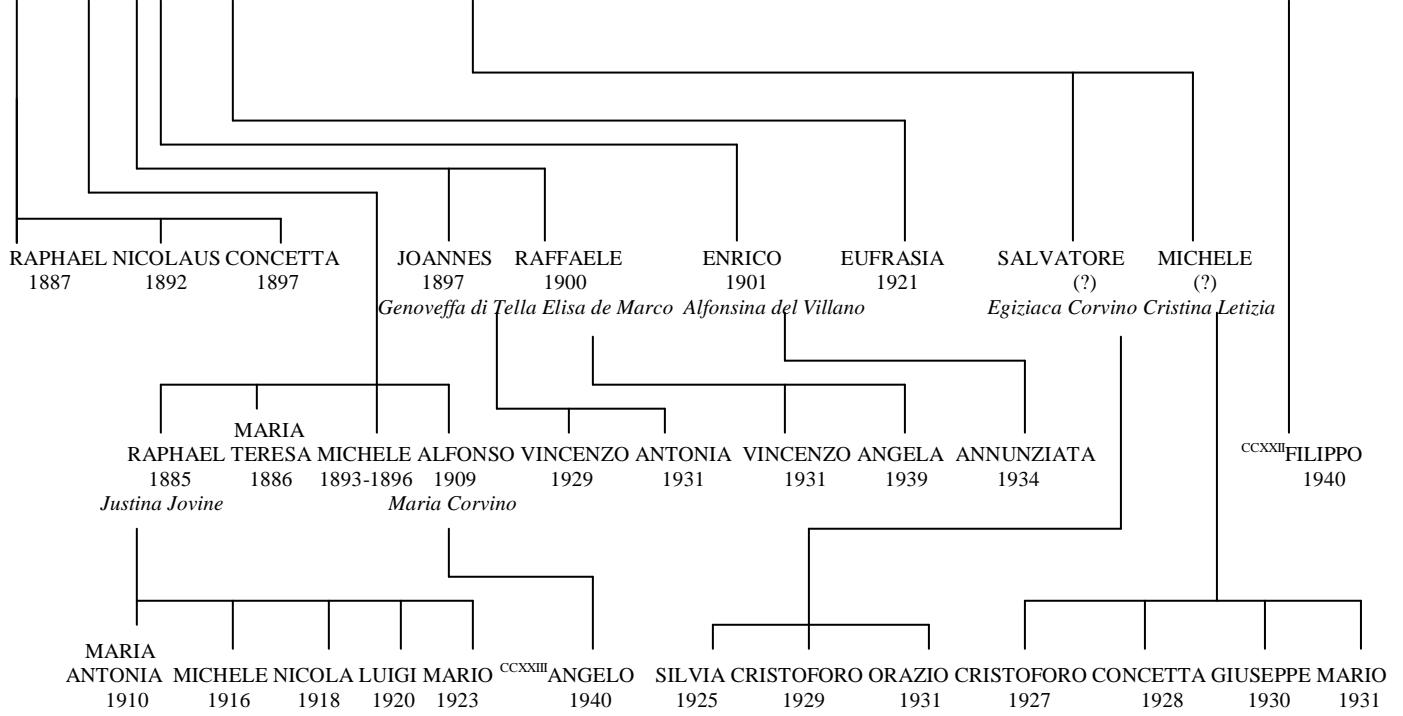 RAPHAEL NICOLAUS CONCETTA JOANNES RAFFAELE ENRICO EUFRASIA SALVATORE MICHELE
1887 1892 1897 1897 1900 1901 1921 (?) (?)
Genoveffa di Tella Elisa de Marco Alfonsina del Villano Egiziaca Corvino Cristina Letizia
MARIA
RAPHAEL TERESA MICHELE ALFONSO VINCENZO ANTONIA VINCENZO ANGELA ANNUNZIATA CCXXIIFILIPPO
1885 1886 1893-1896 1909 1929 1931 1931 1939 1934 1940
Justina Jovine Maria Corvino
MARIA
ANTONIA MICHELE NICOLA LUIGI MARIO CCXXIIIANGELO SILVIA CRISTOFORO ORAZIO CRISTOFORO CONCETTA GIUSEPPE MARIO
1910 1916 1918 1920 1923 1940 1925 1929 1931 1927 1928 1930 1931